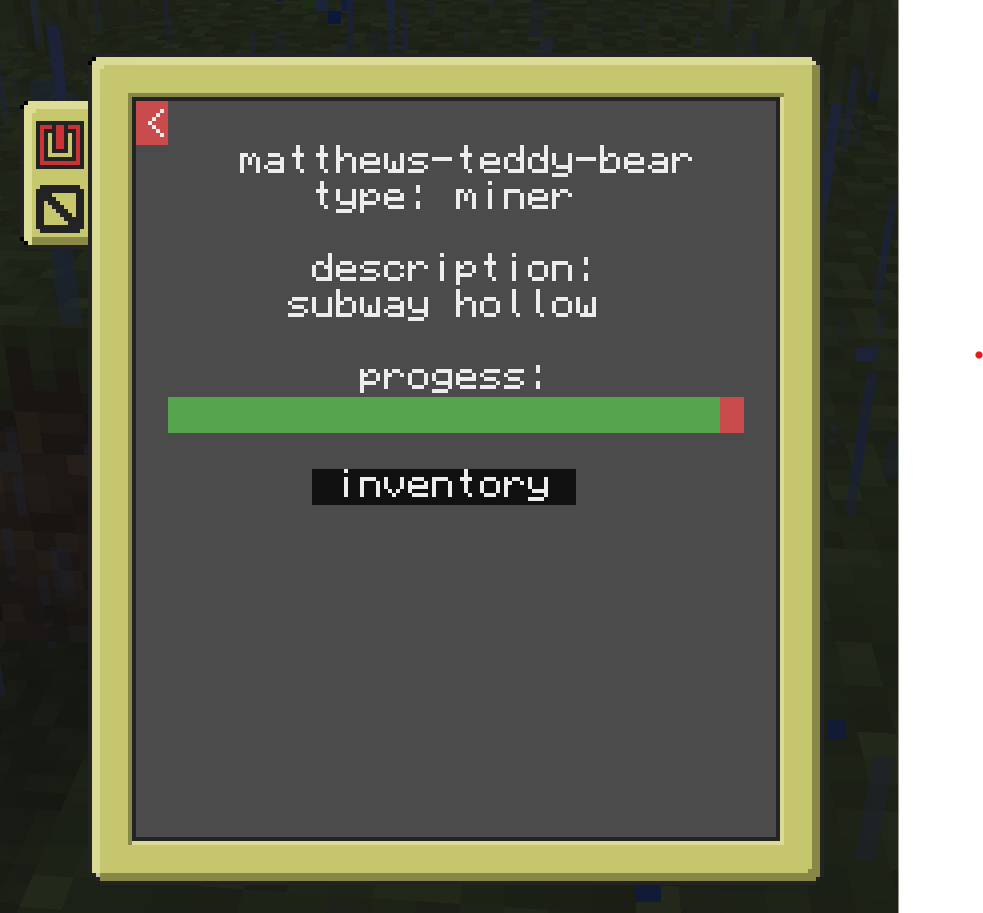 <
matthews-teddy-bear
type: miner
description:
subway hollow
progess:
inventory